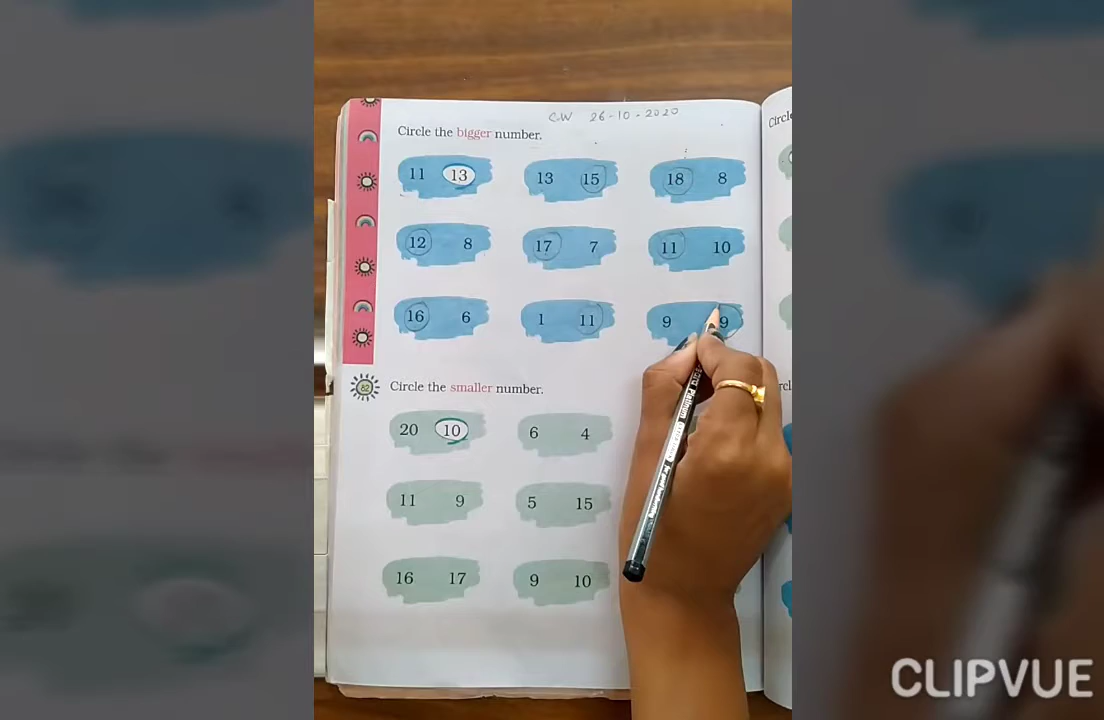 C.W 26-10-2020
Circle the bigger number.
11 13 13 15 18 8
12 8 17 7 11 10
16 6 1 11 9
82
Circle the smaller number.
20 10 6 4
11 9 5 15
16 17 9 10
Platinum
CLIPVUE